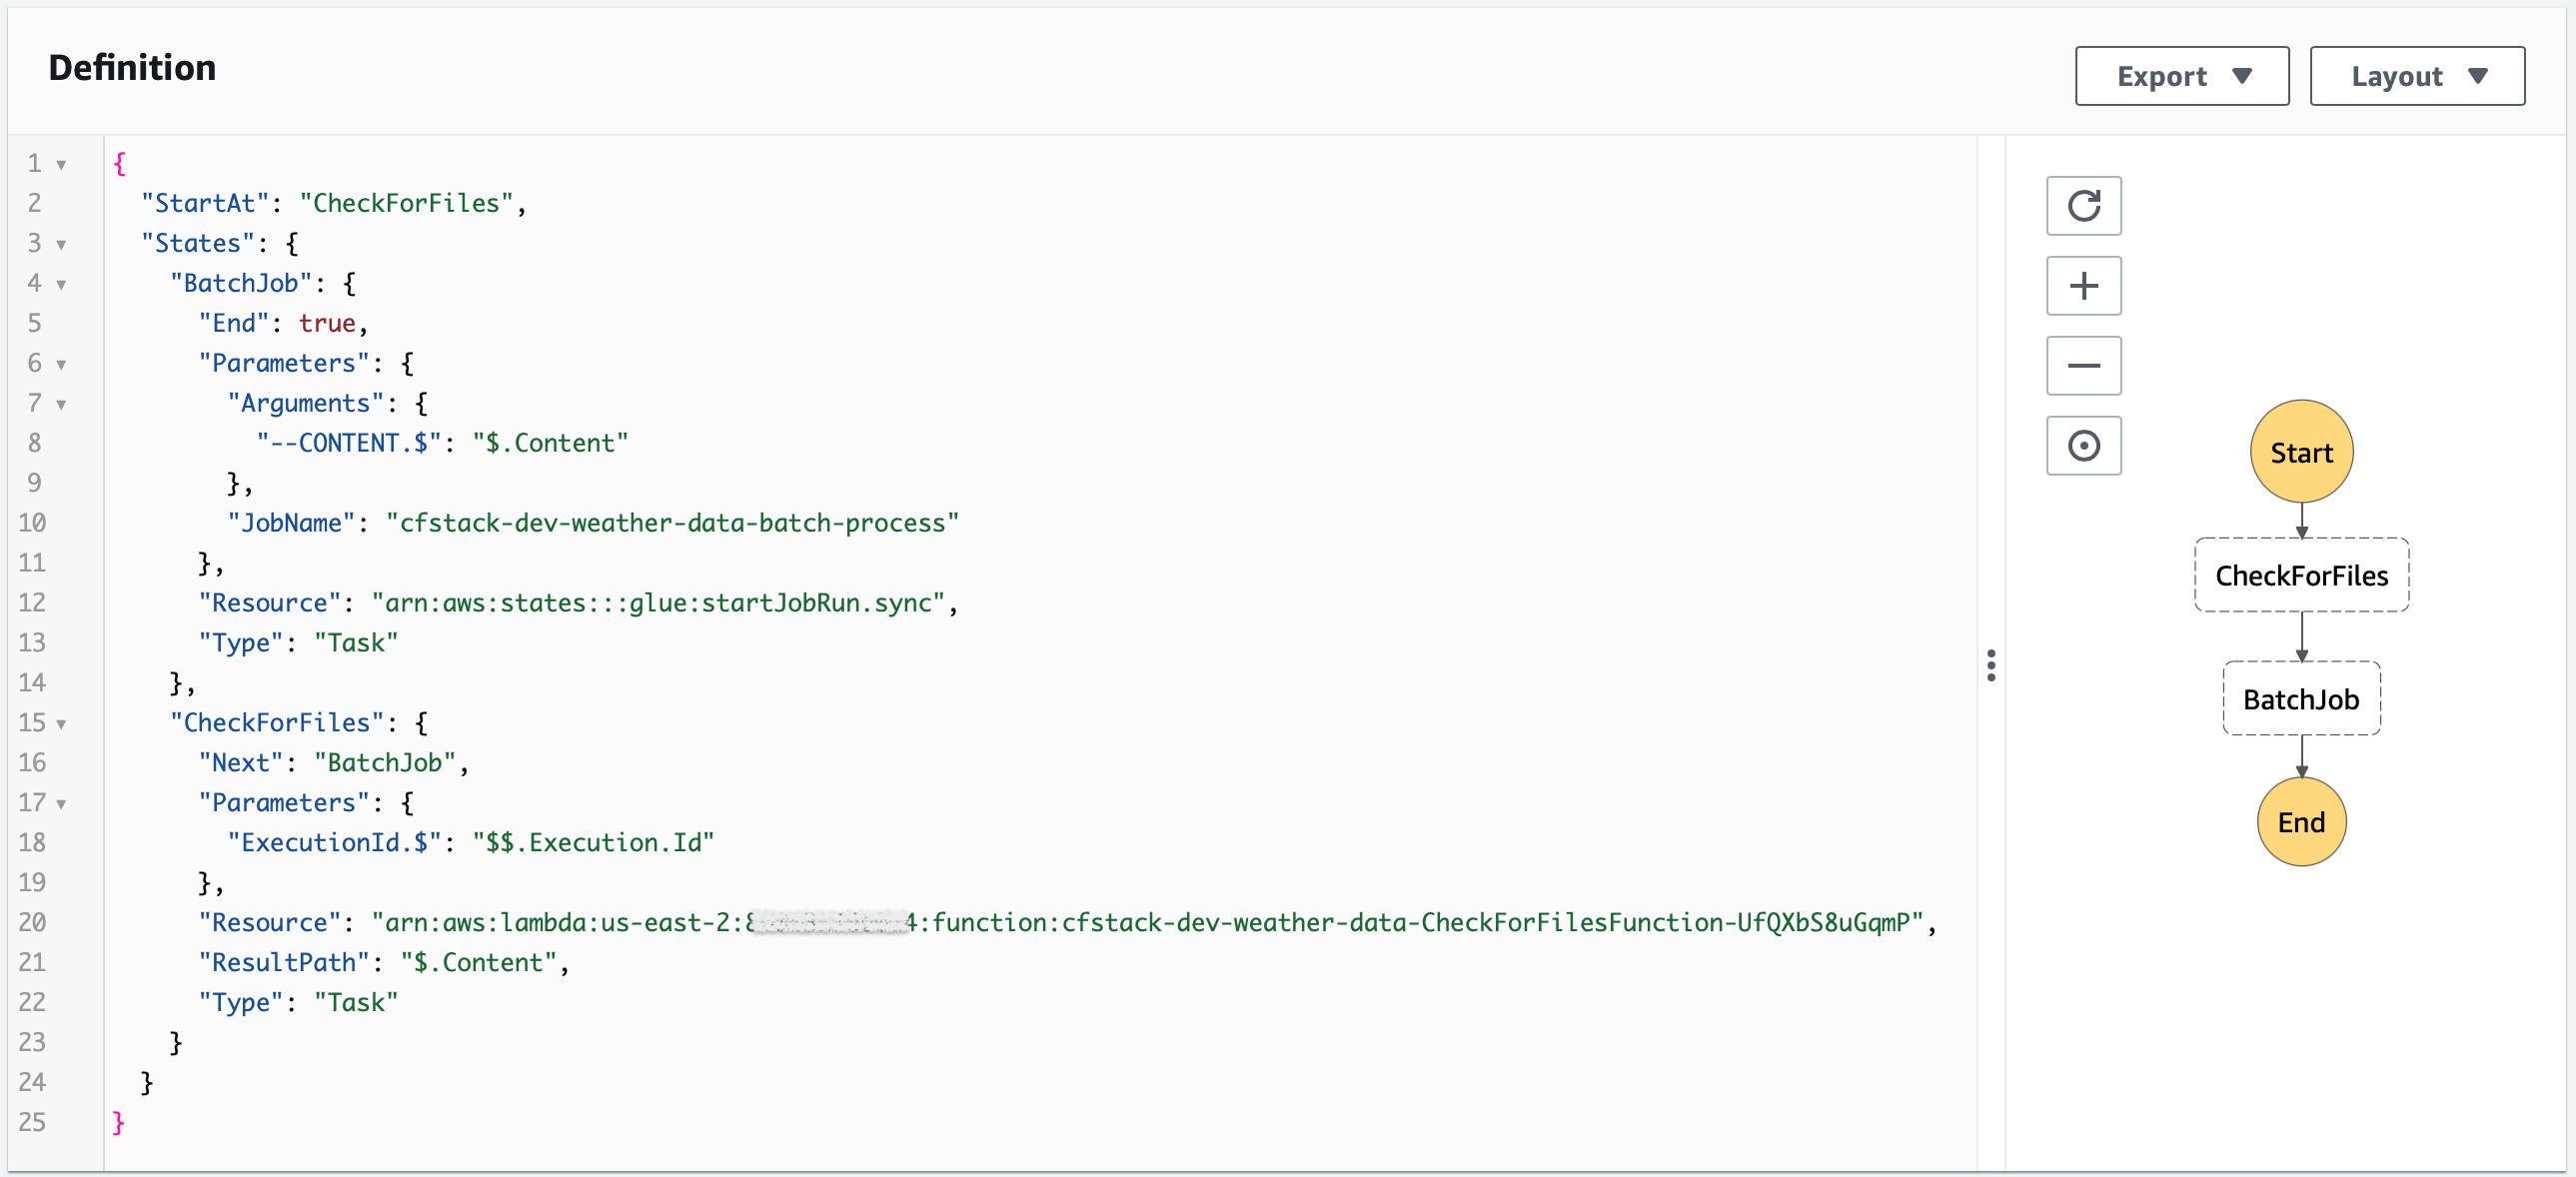 Definition
Export
Layout
1 {
2 "StartAt": "CheckForFiles",
3 "States": {
4 "BatchJob": {
5 "End": true,
6 "Parameters": {
7 "Arguments": {
8 "--CONTENT.$": "$.Content"
9 },
10 "JobName": "cfstack-dev-weather-data-batch-process"
11 },
12 "Resource": "arn:aws:states:::glue:startJobRun.sync",
13 "Type": "Task"
14 },
15 "CheckForFiles": {
16 "Next": "BatchJob",
17 "Parameters": {
18 "ExecutionId.$": "$$.Execution.Id"
19 },
20 "Resource": "arn:aws:lambda:us-east-2: 4:function:cfstack-dev-weather-data-CheckForFilesFunction-UfQXbS8uGqmP",
21 "ResultPath": "$.Content",
22 "Type": "Task"
23 }
24 }
25 }
Start
CheckForFiles
BatchJob
End